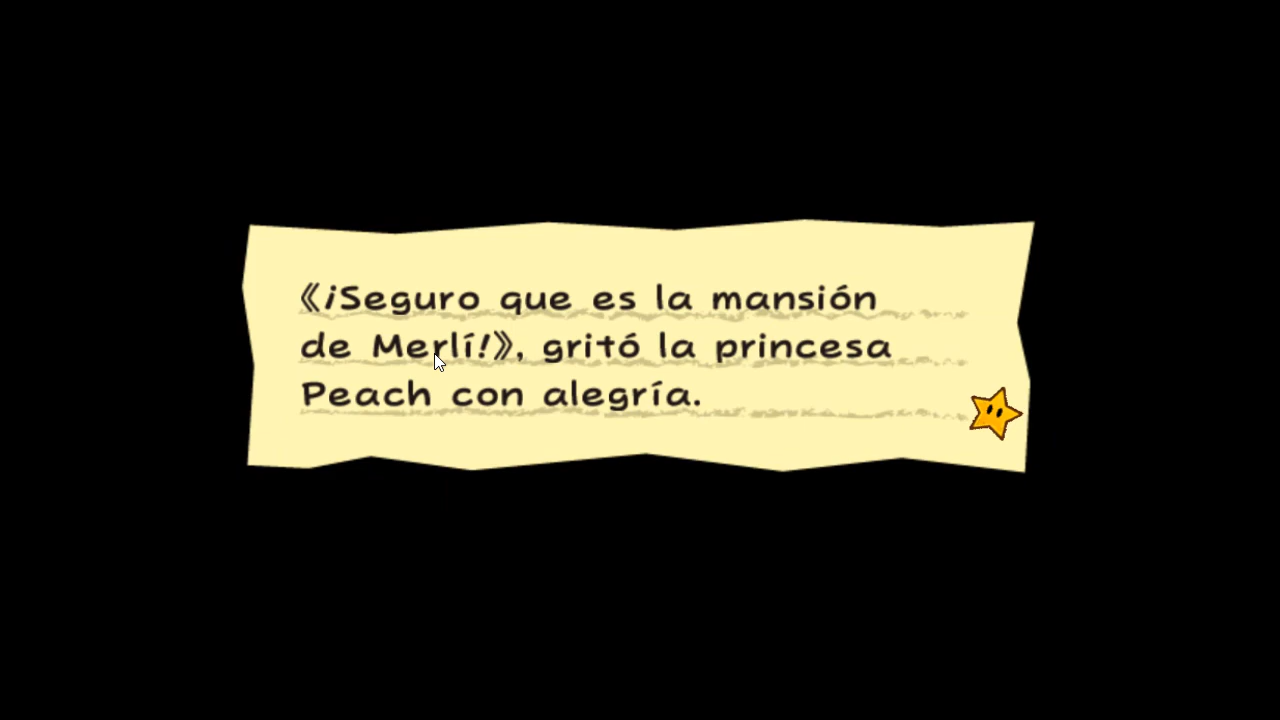 《¡Seguro que es la mansión
de Merlí!》, gritó la princesa
Peach con alegría.